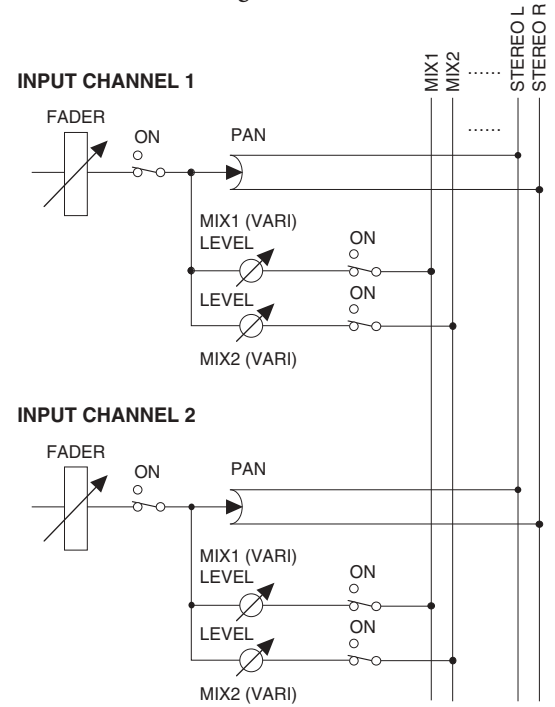 MIX1
MIX2
……
STEREO L
STEREO R
……
INPUT CHANNEL 1
FADER
ON
PAN
MIX1 (VARI)
LEVEL
ON
LEVEL
ON
MIX2 (VARI)
INPUT CHANNEL 2
FADER
ON
PAN
MIX1 (VARI)
LEVEL
ON
LEVEL
ON
MIX2 (VARI)